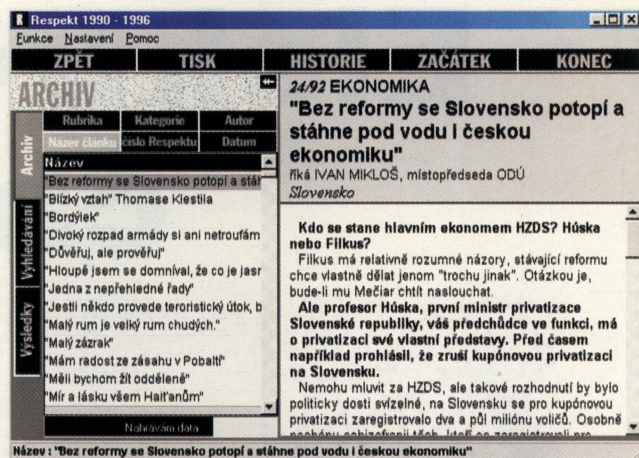 Respekt 1990 - 1996
Funkce Nastavení Pomoc
ZPĚT TISK HISTORIE ZAČÁTEK KONEC
ARCHIV
Rubrika Kategorie Autor
Název článku číslo Respektu Datum
Archiv
Vyhledávání
Výsledky
Název
"Bez reformy se Slovensko potopí a stáh
"Blízký vztah" Thomase Klestila
"Bordýlek"
"Divoký rozpad armády si ani netroufám
"Důvěřuj, ale prověřuj"
"Hloupě jsem se domníval, že co je jasn
"Jedna z nepřehledné řady"
"Jestli někdo provede teroristický útok, b
"Malý rum je velký rum chudých."
"Malý zázrak"
"Mám radost ze zásahu v Pobaltí"
"Měli bychom žít odděleně"
"Mír a lásku všem Haiťanům"
Nahrávám data
24/92 EKONOMIKA
"Bez reformy se Slovensko potopí a
stáhne pod vodu i českou
ekonomiku"
říká IVAN MIKLOŠ, místopředseda ODÚ
Slovensko
Kdo se stane hlavním ekonomem HZDS? Húska
nebo Filkus?
Filkus má relativně rozumné názory, stávající reformu
chce vlastně dělat jenom "trochu jinak". Otázkou je,
bude-li mu Mečiar chtít naslouchat.
Ale profesor Húska, první ministr privatizace
Slovenské republiky, váš předchůdce ve funkci, má
o privatizaci své vlastní představy. Před časem
například prohlásil, že zruší kupónovou privatizaci
na Slovensku.
Nemohu mluvit za HZDS, ale takové rozhodnutí by bylo
politicky dosti svízelné, na Slovensku se pro kupónovou
privatizaci zaregistrovalo dva a půl miliónu voličů. Osobně
Název : "Bez reformy se Slovensko potopí a stáhne pod vodu i českou ekonomiku"